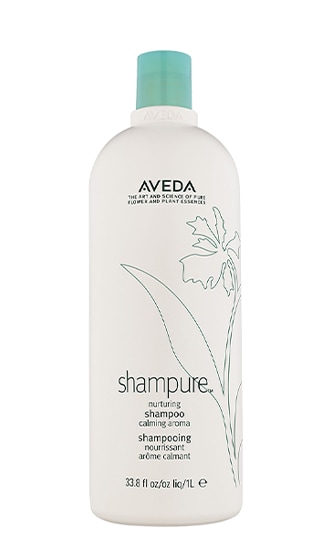 AVEDA
THE ART AND SCIENCE OF PURE
FLOWER AND PLANT ESSENCES
shampure™
nurturing
shampoo
calming aroma
shampooing
nourrissant
arôme calmant
33.8 fl oz/oz liq/1L ℮